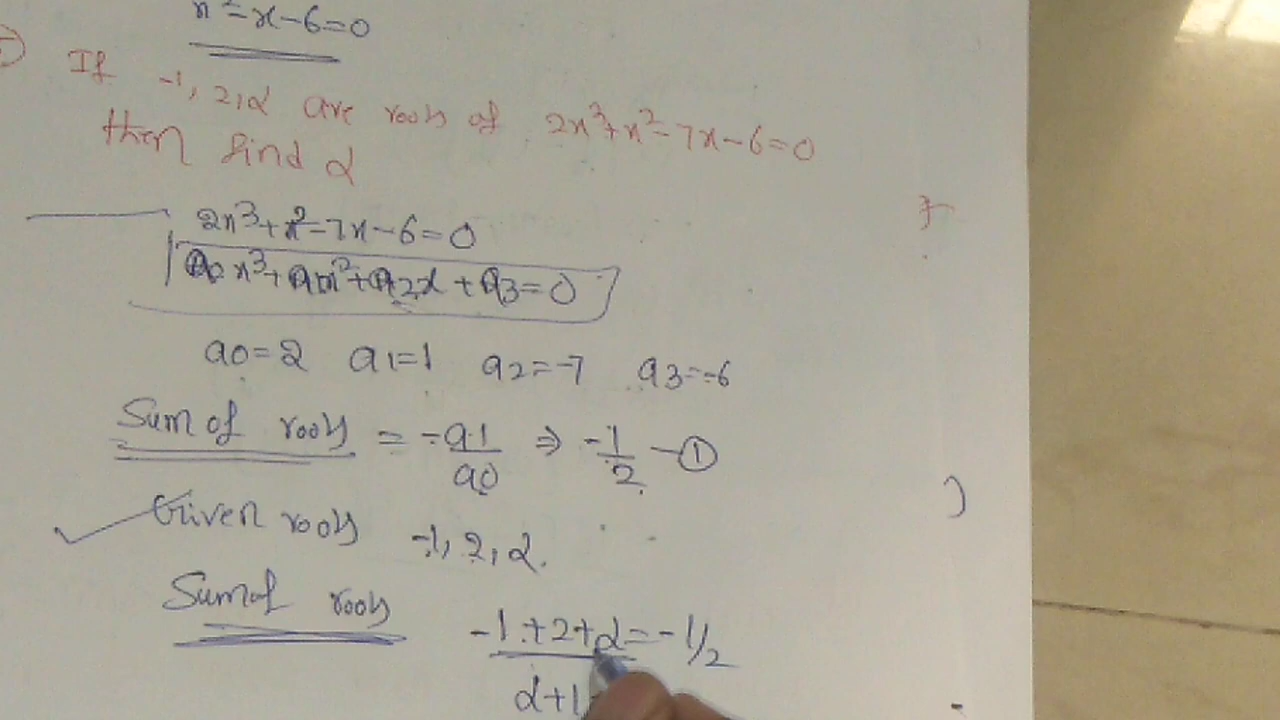 x²-x-6=0
If -1, 2, α are roots of 2x³+x²-7x-6=0
then find α
2x³+x²-7x-6=0
a0x³+a1x²+a2x+a3=0
a0=2 a1=1 a2=-7 a3=-6
Sum of roots = -a1/a0 ⇒ -1/2 - ①
Given roots -1, 2, α.
Sum of roots -1+2+α=-1/2
α+1